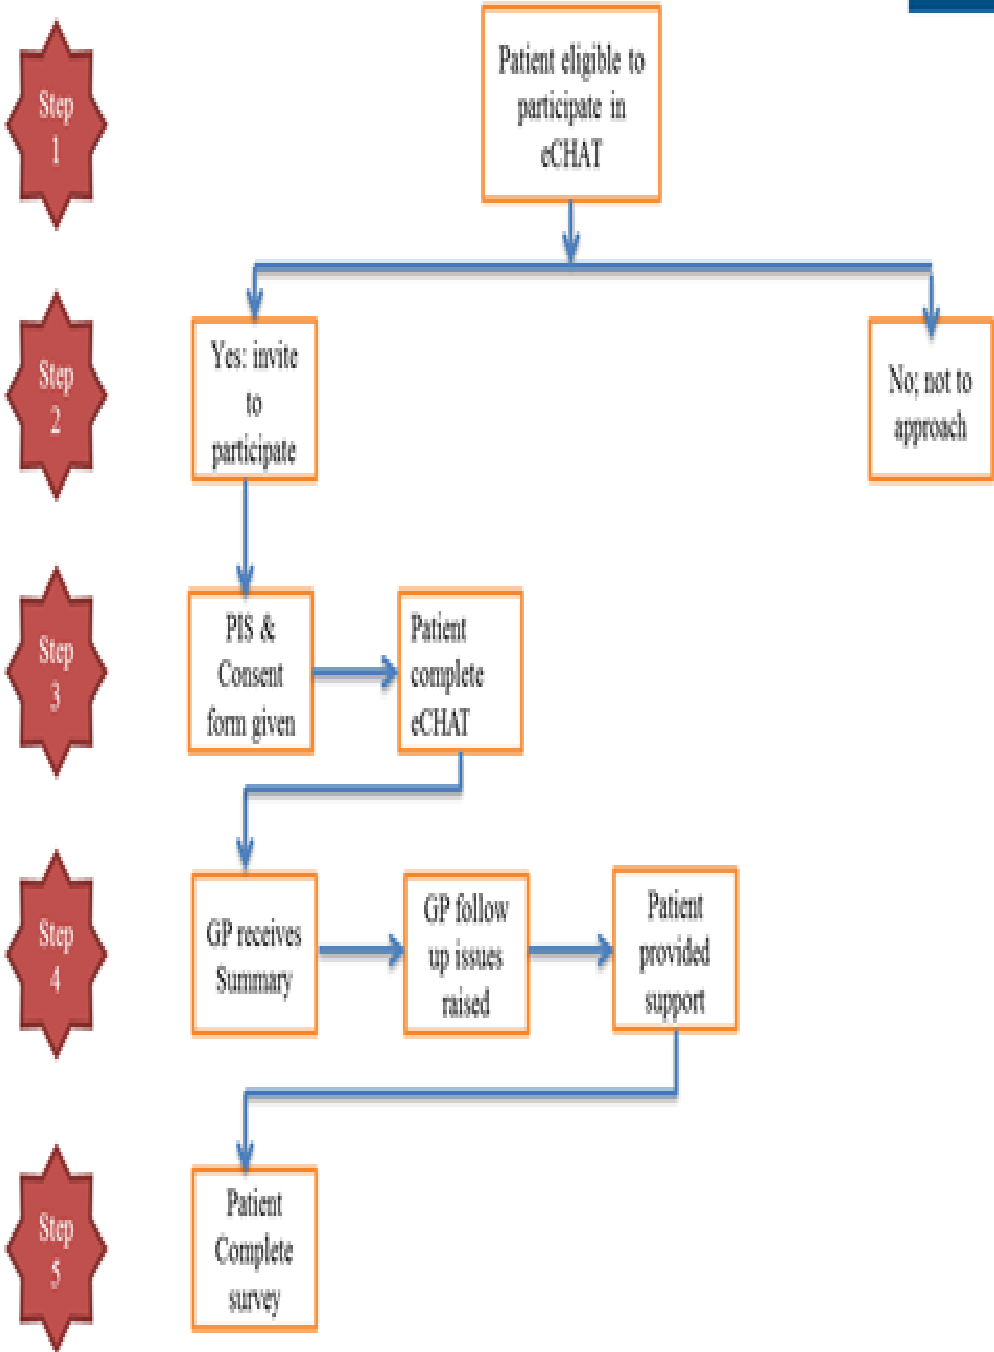 Step
1
Patient eligible to
participate in
eCHAT
Step
2
Yes: invite
to
participate
No; not to
approach
Step
3
PIS &
Consent
form given
Patient
complete
eCHAT
Step
4
GP receives
Summary
GP follow
up issues
raised
Patient
provided
support
Step
5
Patient
Complete
survey